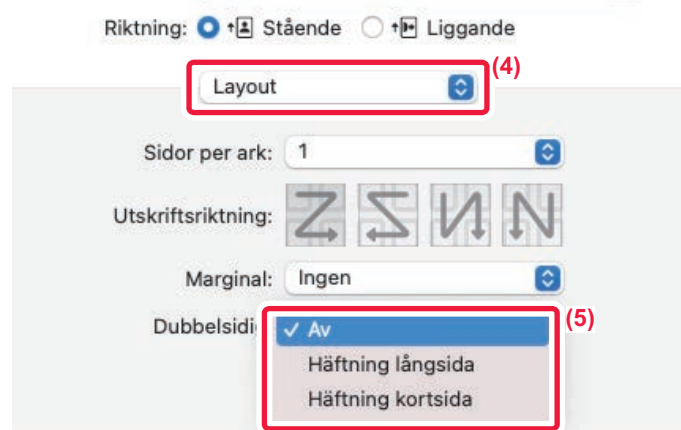 Riktning: Stående Liggande
(4)
Layout
Sidor per ark: 1
Utskriftsriktning:
Marginal: Ingen
Dubbelsidi
(5)
✓ Av
Häftning långsida
Häftning kortsida